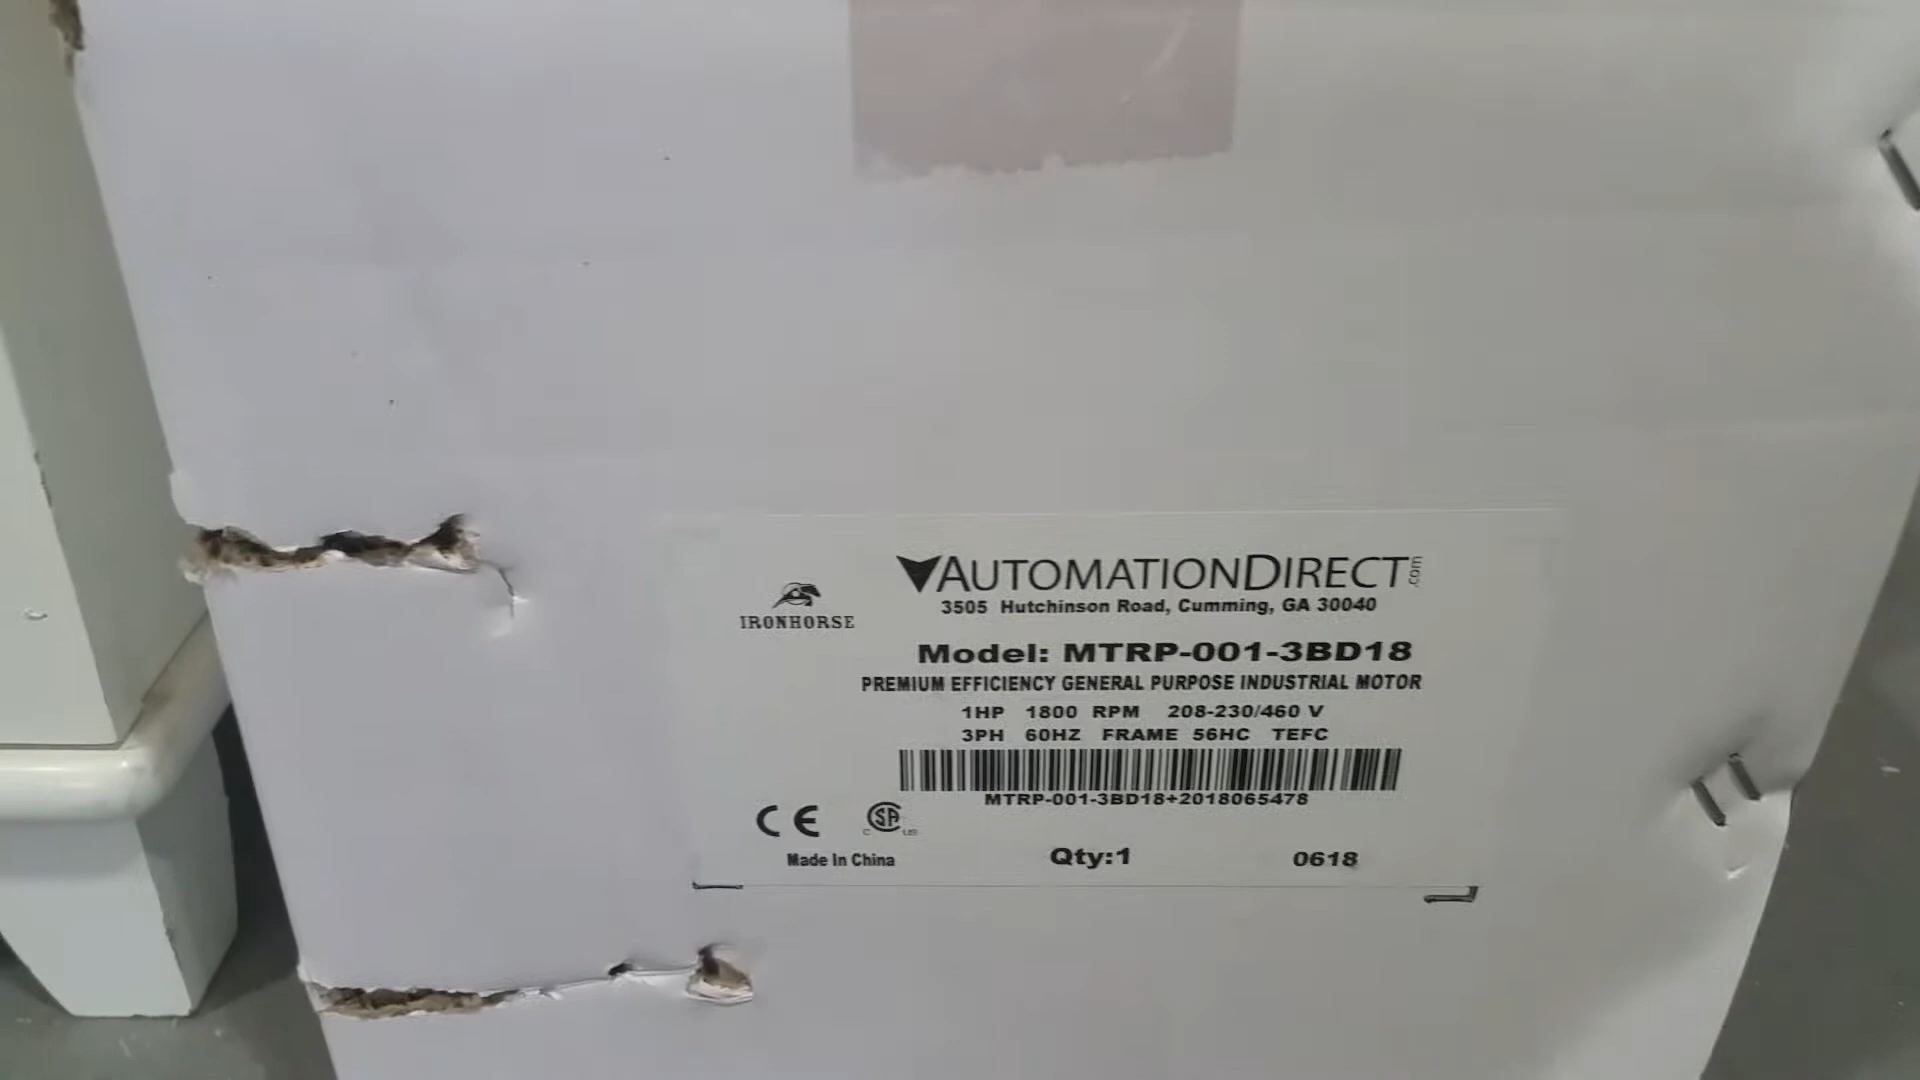 AUTOMATIONDIRECT.com
3505 Hutchinson Road, Cumming, GA 30040
IRONHORSE
Model: MTRP-001-3BD18
PREMIUM EFFICIENCY GENERAL PURPOSE INDUSTRIAL MOTOR
1HP 1800 RPM 208-230/460 V
3PH 60HZ FRAME 56HC TEFC
MTRP-001-3BD18+2018065478
CE C SA US
Made In China Qty:1 0618